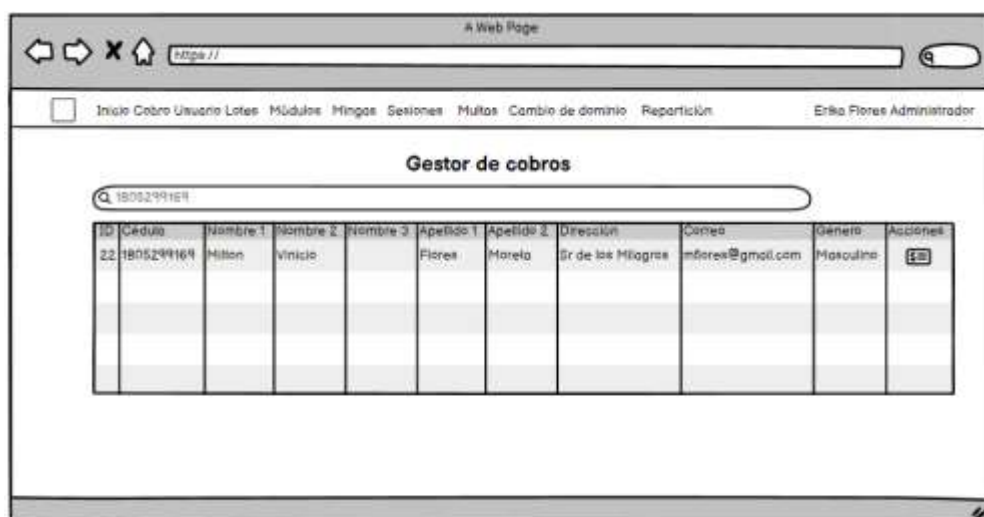 A Web Page
https://
Inicio Cobro Usuario Lotes Módulos Mingas Sesiones Multas Cambio de dominio Repartición Erika Flores Administrador
Gestor de cobros
1805299169
ID Cédula Nombre 1 Nombre 2 Nombre 3 Apellido 1 Apellido 2 Dirección Correo Género Acciones
22 1805299169 Milton Vinicio Flores Morela Sr de los Milagros mflores@gmail.com Masculino